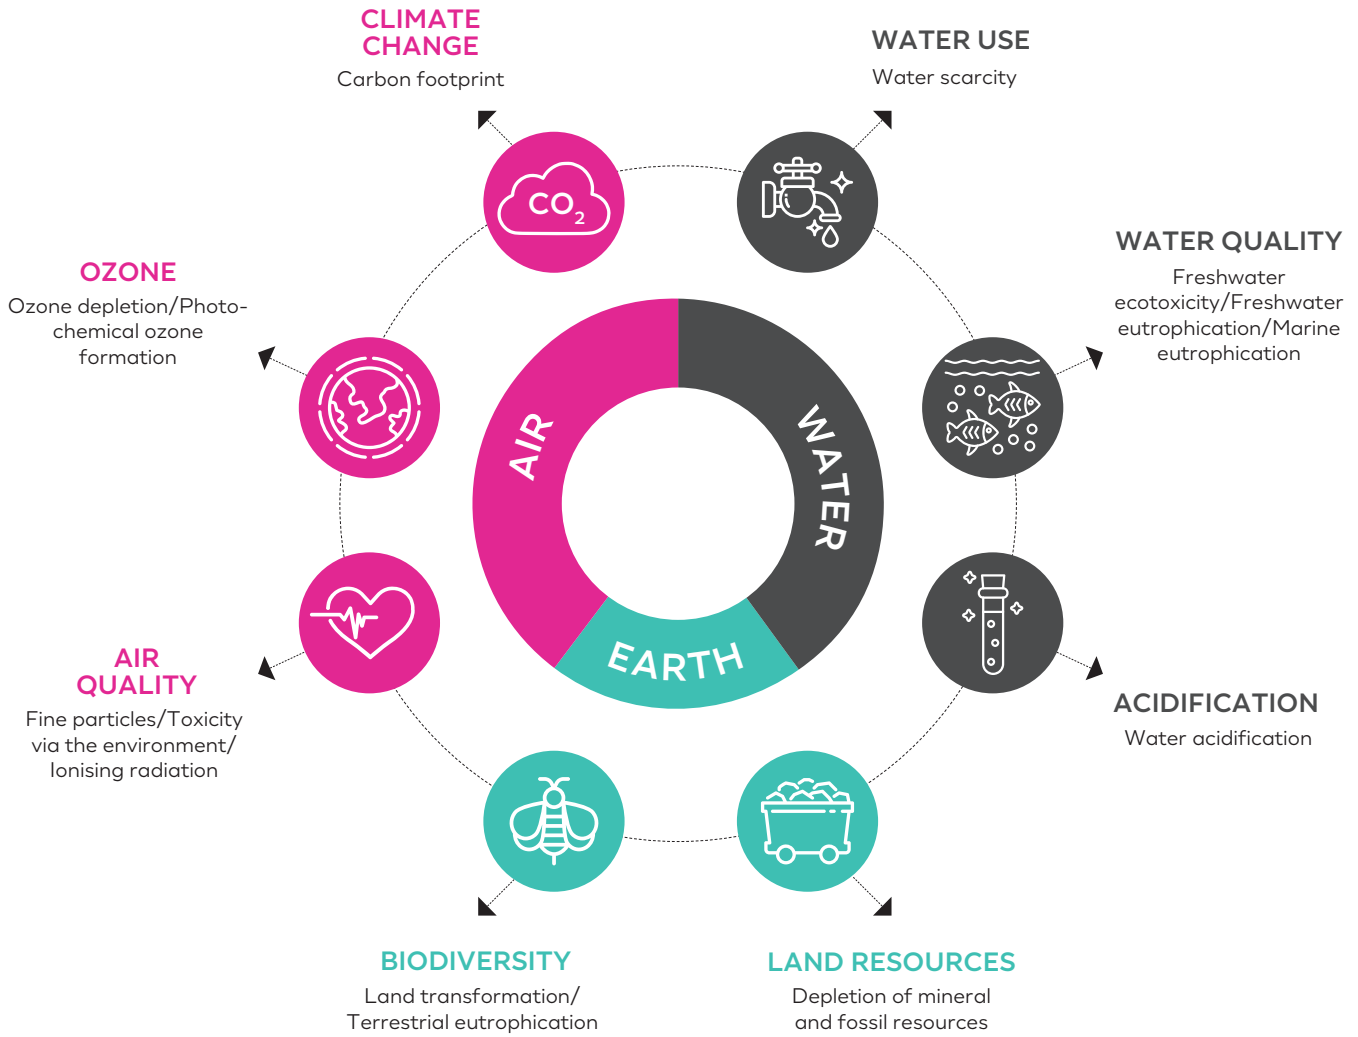 CLIMATE
CHANGE
Carbon footprint
WATER USE
Water scarcity
CO2
WATER QUALITY
Freshwater
ecotoxicity/Freshwater
eutrophication/Marine
eutrophication
OZONE
Ozone depletion/Photo-
chemical ozone
formation
AIR
WATER
EARTH
AIR
QUALITY
Fine particles/Toxicity
via the environment/
Ionising radiation
ACIDIFICATION
Water acidification
BIODIVERSITY
Land transformation/
Terrestrial eutrophication
LAND RESOURCES
Depletion of mineral
and fossil resources